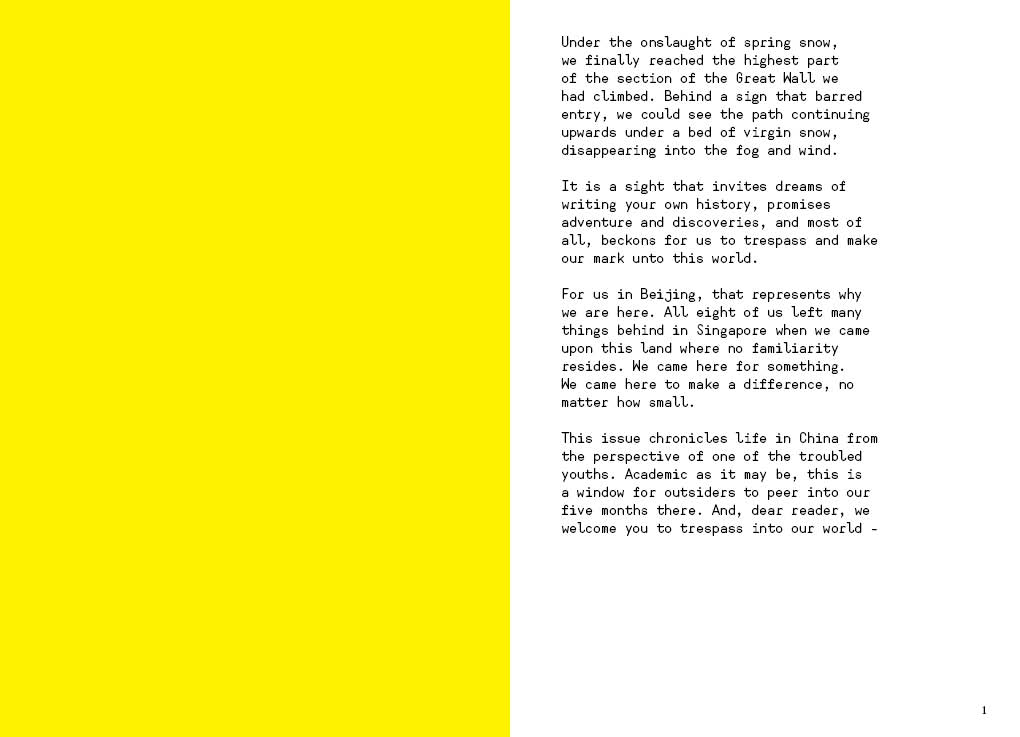 Under the onslaught of spring snow,
we finally reached the highest part
of the section of the Great Wall we
had climbed. Behind a sign that barred
entry, we could see the path continuing
upwards under a bed of virgin snow,
disappearing into the fog and wind.
It is a sight that invites dreams of
writing your own history, promises
adventure and discoveries, and most of
all, beckons for us to trespass and make
our mark unto this world.
For us in Beijing, that represents why
we are here. All eight of us left many
things behind in Singapore when we came
upon this land where no familiarity
resides. We came here for something.
We came here to make a difference, no
matter how small.
This issue chronicles life in China from
the perspective of one of the troubled
youths. Academic as it may be, this is
a window for outsiders to peer into our
five months there. And, dear reader, we
welcome you to trespass into our world -
1